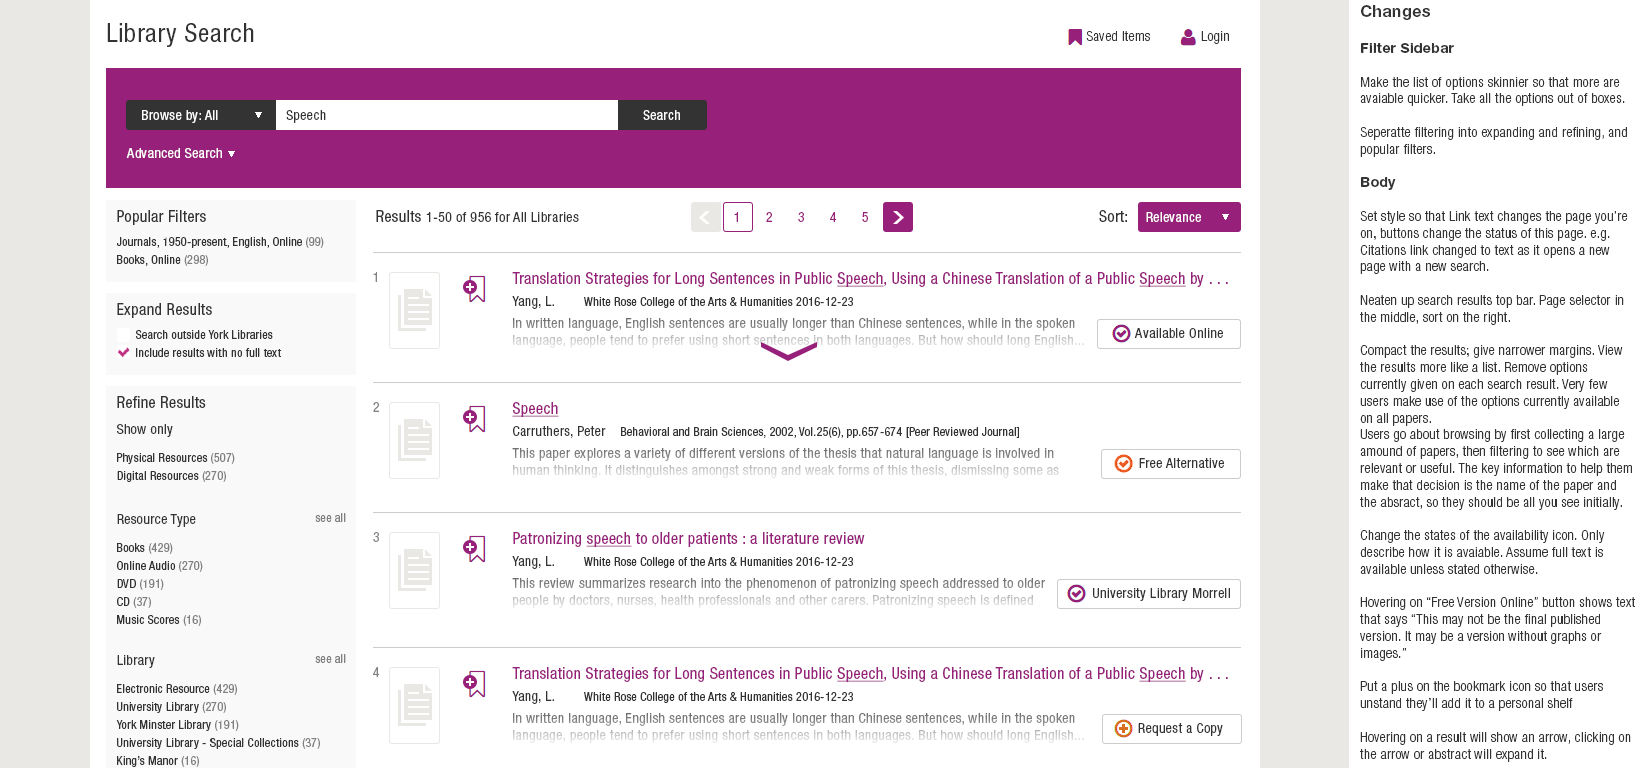 Library Search
Saved Items
Login
Browse by: All
Speech
Search
Advanced Search
Popular Filters
Journals, 1950-present, English, Online (99)
Books, Online (298)
Expand Results
Search outside York Libraries
Include results with no full text
Refine Results
Show only
Physical Resources (507)
Digital Resources (270)
Resource Type see all
Books (429)
Online Audio (270)
DVD (191)
CD (37)
Music Scores (16)
Library see all
Electronic Resource (429)
University Library (270)
York Minster Library (191)
University Library - Special Collections (37)
King's Manor (16)
Results 1-50 of 956 for All Libraries
1 2 3 4 5
Sort: Relevance
1
Translation Strategies for Long Sentences in Public Speech, Using a Chinese Translation of a Public Speech by . . .
Yang, L. White Rose College of the Arts & Humanities 2016-12-23
In written language, English sentences are usually longer than Chinese sentences, while in the spoken
language, people tend to prefer using short sentences in both languages. But how should long English...
Available Online
2
Speech
Carruthers, Peter Behavioral and Brain Sciences, 2002, Vol.25(6), pp.657-674 [Peer Reviewed Journal]
This paper explores a variety of different versions of the thesis that natural language is involved in
human thinking. It distinguishes amongst strong and weak forms of this thesis, dismissing some as
Free Alternative
3
Patronizing speech to older patients : a literature review
Yang, L. White Rose College of the Arts & Humanities 2016-12-23
This review summarizes research into the phenomenon of patronizing speech addressed to older
people by doctors, nurses, health professionals and other carers. Patronizing speech is defined
University Library Morrell
4
Translation Strategies for Long Sentences in Public Speech, Using a Chinese Translation of a Public Speech by . . .
Yang, L. White Rose College of the Arts & Humanities 2016-12-23
In written language, English sentences are usually longer than Chinese sentences, while in the spoken
language, people tend to prefer using short sentences in both languages. But how should long English...
Request a Copy
Changes
Filter Sidebar
Make the list of options skinnier so that more are
avaiable quicker. Take all the options out of boxes.
Seperatte filtering into expanding and refining, and
popular filters.
Body
Set style so that Link text changes the page you're
on, buttons change the status of this page. e.g.
Citations link changed to text as it opens a new
page with a new search.
Neaten up search results top bar. Page selector in
the middle, sort on the right.
Compact the results; give narrower margins. View
the results more like a list. Remove options
currently given on each search result. Very few
users make use of the options currently available
on all papers.
Users go about browsing by first collecting a large
amound of papers, then filtering to see which are
relevant or useful. The key information to help them
make that decision is the name of the paper and
the absract, so they should be all you see initially.
Change the states of the availability icon. Only
describe how it is avaiable. Assume full text is
available unless stated otherwise.
Hovering on “Free Version Online” button shows text
that says “This may not be the final published
version. It may be a version without graphs or
images.”
Put a plus on the bookmark icon so that users
unstand they'll add it to a personal shelf
Hovering on a result will show an arrow, clicking on
the arrow or abstract will expand it.